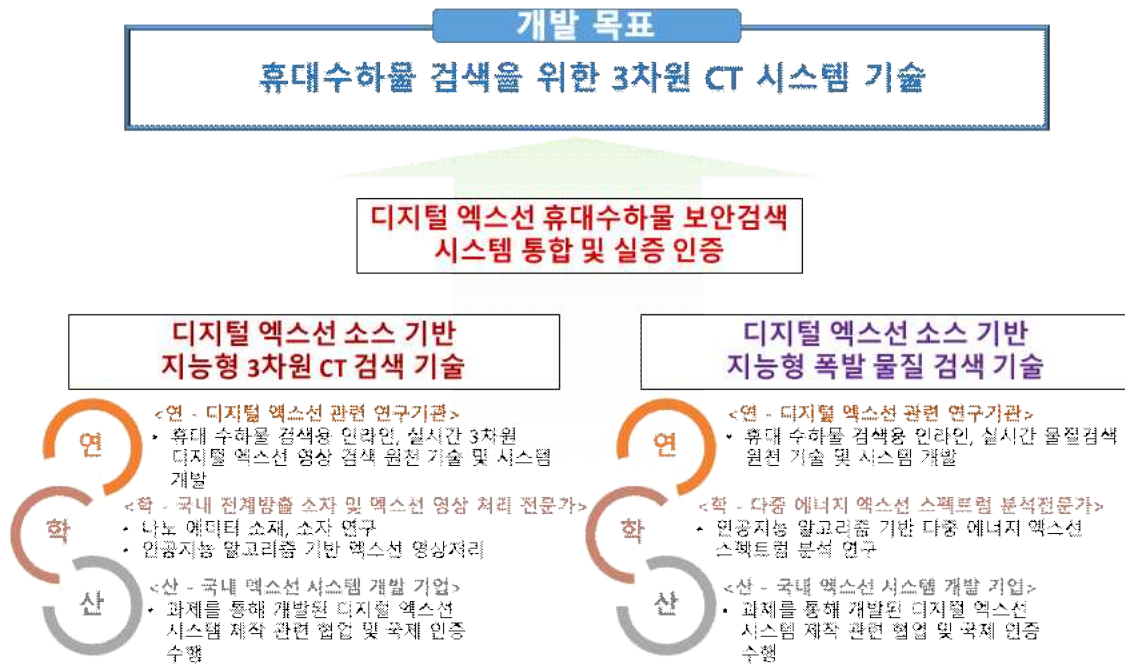 개발 목표
휴대수하물 검색을 위한 3차원 CT 시스템 기술
디지털 엑스선 휴대수하물 보안검색
시스템 통합 및 실증 인증
디지털 엑스선 소스 기반
지능형 3차원 CT 검색 기술
연
<연 - 디지털 엑스선 관련 연구기관>
• 휴대 수하물 검색용 인라인, 실시간 3차원
디지털 엑스선 영상 검색 원천 기술 및 시스템
개발
학
<학 - 국내 전계방출 소자 및 엑스선 영상 처리 전문가>
• 나노 에미터 소재, 소자 연구
• 인공지능 알고리즘 기반 엑스선 영상처리
산
<산 - 국내 엑스선 시스템 개발 기업>
• 과제를 통해 개발된 디지털 엑스선
시스템 제작 관련 협업 및 국제 인증
수행
디지털 엑스선 소스 기반
지능형 폭발 물질 검색 기술
연
<연 - 디지털 엑스선 관련 연구기관>
• 휴대 수하물 검색용 인라인, 실시간 물질검색
원천 기술 및 시스템 개발
학
<학 - 다중 에너지 엑스선 스펙트럼 분석전문가>
• 인공지능 알고리즘 기반 다중 에너지 엑스선
스펙트럼 분석 연구
산
<산 - 국내 엑스선 시스템 개발 기업>
• 과제를 통해 개발된 디지털 엑스선
시스템 제작 관련 협업 및 국제 인증
수행